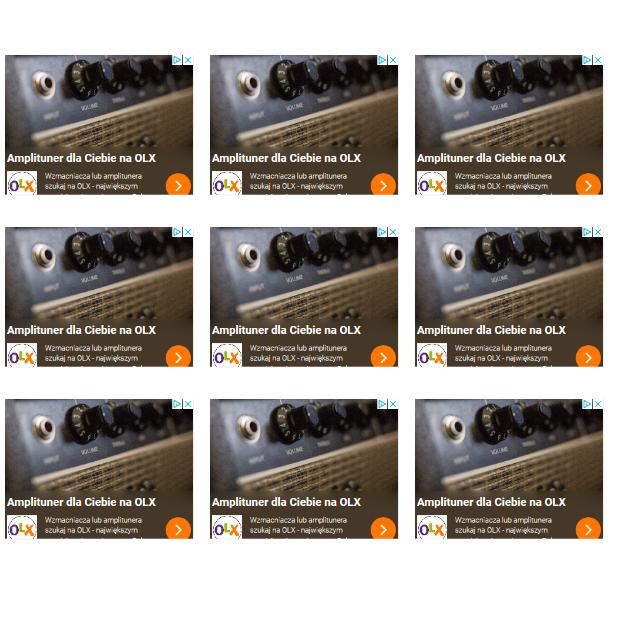 INPUT VOLUME TREBLE INPUT VOLUME TREBLE INPUT VOLUME TREBLE
Amplituner dla Ciebie na OLX Amplituner dla Ciebie na OLX Amplituner dla Ciebie na OLX
OLX Wzmacniacza lub amplitunera OLX Wzmacniacza lub amplitunera OLX Wzmacniacza lub amplitunera
szukaj na OLX - największym szukaj na OLX - największym szukaj na OLX - największym
INPUT VOLUME TREBLE INPUT VOLUME TREBLE INPUT VOLUME TREBLE
Amplituner dla Ciebie na OLX Amplituner dla Ciebie na OLX Amplituner dla Ciebie na OLX
OLX Wzmacniacza lub amplitunera OLX Wzmacniacza lub amplitunera OLX Wzmacniacza lub amplitunera
szukaj na OLX - największym szukaj na OLX - największym szukaj na OLX - największym
INPUT VOLUME TREBLE INPUT VOLUME TREBLE INPUT VOLUME TREBLE
Amplituner dla Ciebie na OLX Amplituner dla Ciebie na OLX Amplituner dla Ciebie na OLX
OLX Wzmacniacza lub amplitunera OLX Wzmacniacza lub amplitunera OLX Wzmacniacza lub amplitunera
szukaj na OLX - największym szukaj na OLX - największym szukaj na OLX - największym